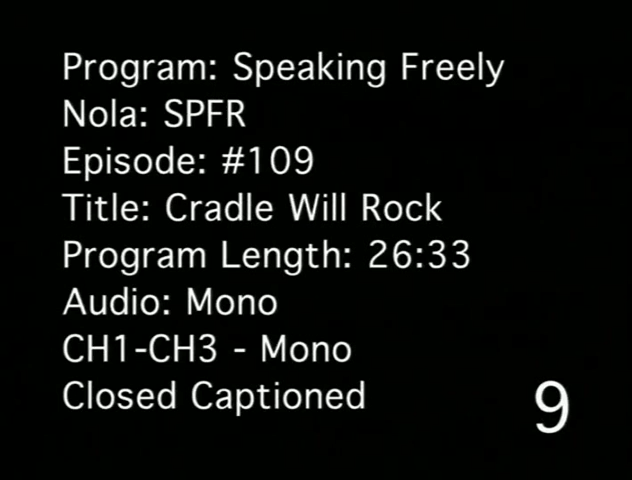 Program: Speaking Freely
Nola: SPFR
Episode: #109
Title: Cradle Will Rock
Program Length: 26:33
Audio: Mono
CH1-CH3 - Mono
Closed Captioned
9